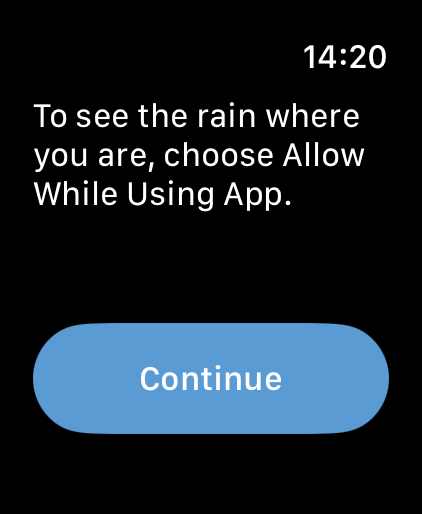 14:20
To see the rain where
you are, choose Allow
While Using App.
Continue